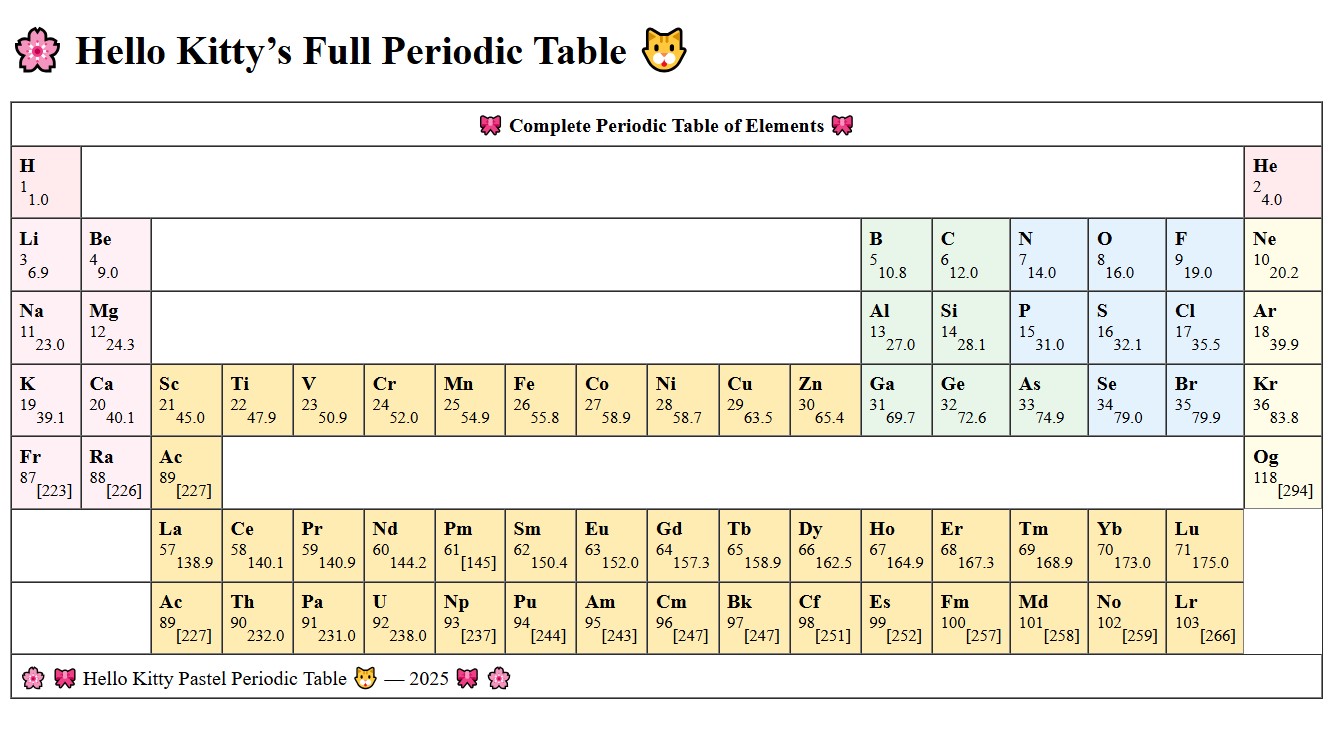 🌸 Hello Kitty’s Full Periodic Table 🐱
🎀 Complete Periodic Table of Elements 🎀
H He
1 2
1.0 4.0
Li Be B C N O F Ne
3 4 5 6 7 8 9 10
6.9 9.0 10.8 12.0 14.0 16.0 19.0 20.2
Na Mg Al Si P S Cl Ar
11 12 13 14 15 16 17 18
23.0 24.3 27.0 28.1 31.0 32.1 35.5 39.9
K Ca Sc Ti V Cr Mn Fe Co Ni Cu Zn Ga Ge As Se Br Kr
19 20 21 22 23 24 25 26 27 28 29 30 31 32 33 34 35 36
39.1 40.1 45.0 47.9 50.9 52.0 54.9 55.8 58.9 58.7 63.5 65.4 69.7 72.6 74.9 79.0 79.9 83.8
Fr Ra Ac Og
87 88 89 118
[223] [226] [227] [294]
La Ce Pr Nd Pm Sm Eu Gd Tb Dy Ho Er Tm Yb Lu
57 58 59 60 61 62 63 64 65 66 67 68 69 70 71
138.9 140.1 140.9 144.2 [145] 150.4 152.0 157.3 158.9 162.5 164.9 167.3 168.9 173.0 175.0
Ac Th Pa U Np Pu Am Cm Bk Cf Es Fm Md No Lr
89 90 91 92 93 94 95 96 97 98 99 100 101 102 103
[227] 232.0 231.0 238.0 [237] [244] [243] [247] [247] [251] [252] [257] [258] [259] [266]
🌸 🎀 Hello Kitty Pastel Periodic Table 🐱 — 2025 🎀 🌸